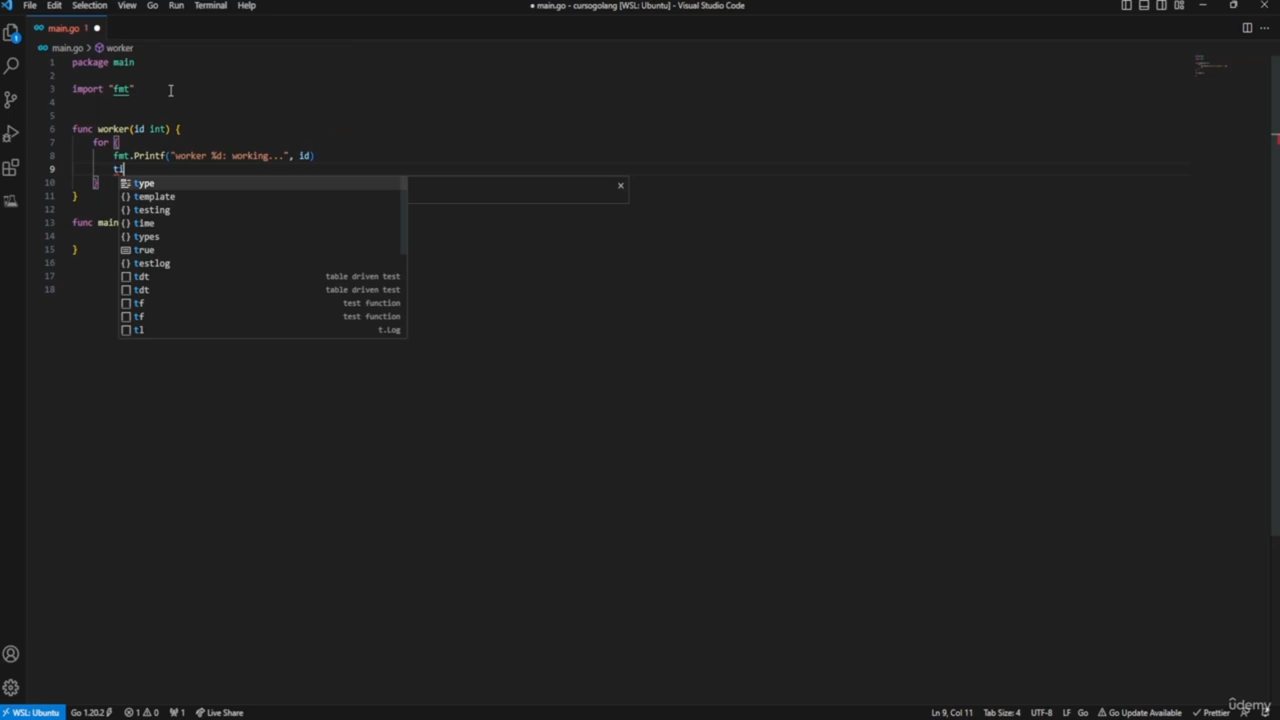 File Edit Selection View Go Run Terminal Help
● main.go - cursogolang [WSL: Ubuntu] - Visual Studio Code
main.go 1 ●
main.go > worker
1 package main
2
3 import "fmt"
4
5
6 func worker(id int) {
7 for {
8 fmt.Printf("worker %d: working...", id)
9 ti
10 }
11 }
12
13 func main
14
15 }
16
17
18
type
template
testing
time
types
true
testlog
tdt table driven test
tdt table driven test
tf test function
tf test function
tl t.Log
1
udemy
WSL: Ubuntu Go 1.20.2 1 0 1 Live Share Ln 9, Col 11 Tab Size: 4 UTF-8 LF Go Go Update Available Prettier